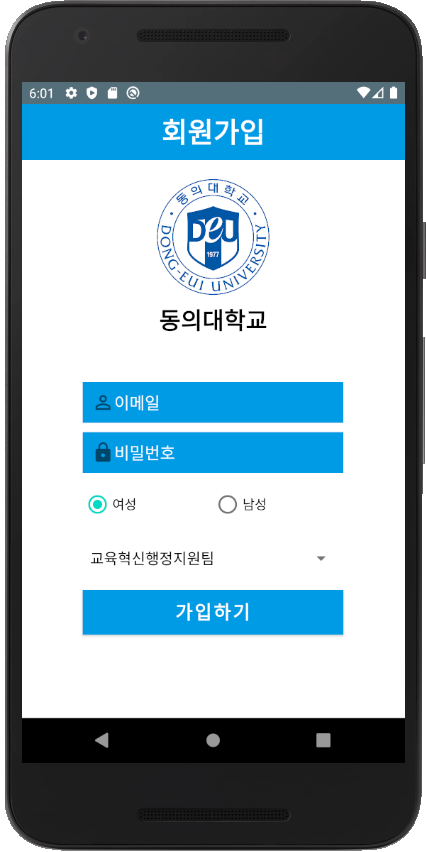 6:01
회원가입
동의대학교
DeU
1977
DONG-EUI UNIVERSITY
동의대학교
이메일
비밀번호
여성 남성
교육혁신행정지원팀
가입하기